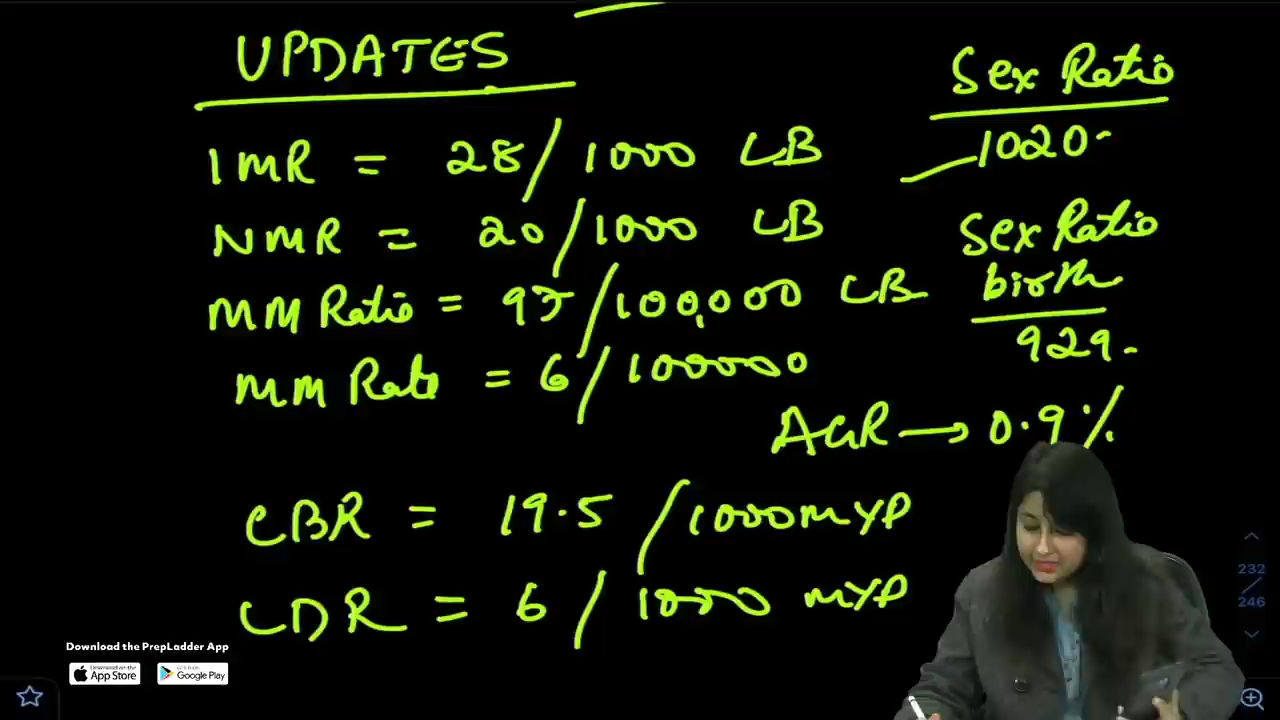 UPDATES
IMR = 28/1000 LB
NMR = 20/1000 LB
MM Ratio = 97/100,000 LB
MM Rate = 6/100000
CBR = 19.5 /1000 MYP
CDR = 6/1000 MYP
Sex Ratio
1020
Sex Ratio
birth
929
AGR → 0.9%
Download the PrepLadder App
App Store
Google Play
232
246